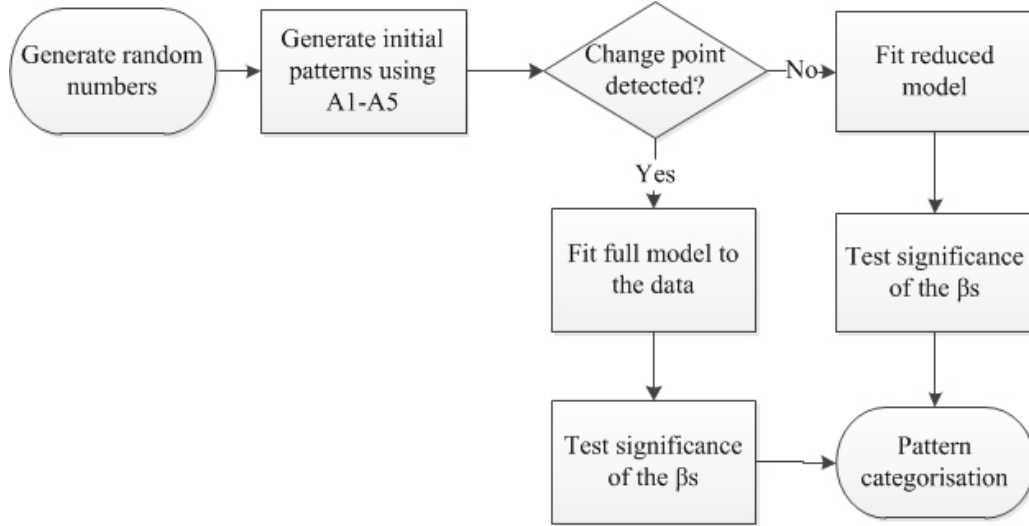 Generate random
numbers
Generate initial
patterns using
A1-A5
Change point
detected?
No
Fit reduced
model
Yes
Fit full model to
the data
Test significance
of the βs
Test significance
of the βs
Pattern
categorisation